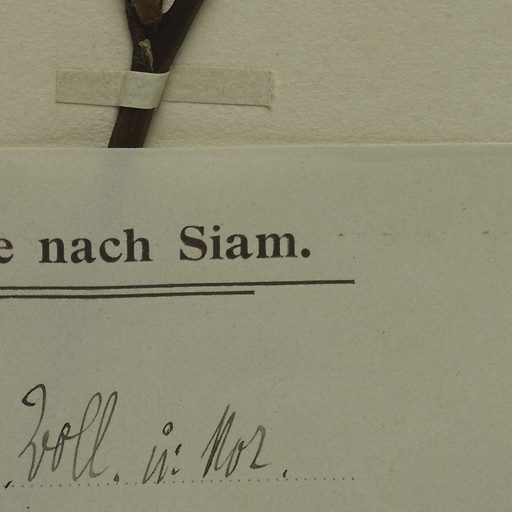 e nach Siam.
Zoll. u. Mor.